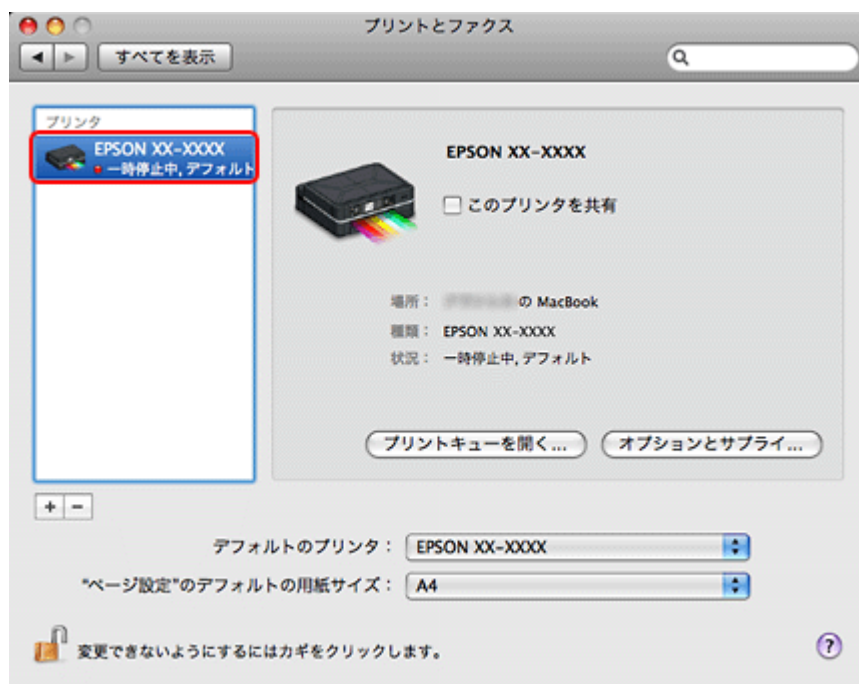 プリントとファクス
すべてを表示
プリンタ
EPSON XX-XXXX
一時停止中, デフォルト
EPSON XX-XXXX
このプリンタを共有
場所： の MacBook
種類： EPSON XX-XXXX
状況： 一時停止中, デフォルト
プリントキューを開く... オプションとサプライ...
+ −
デフォルトのプリンタ： EPSON XX-XXXX
“ページ設定”のデフォルトの用紙サイズ： A4
変更できないようにするにはカギをクリックします。 ?